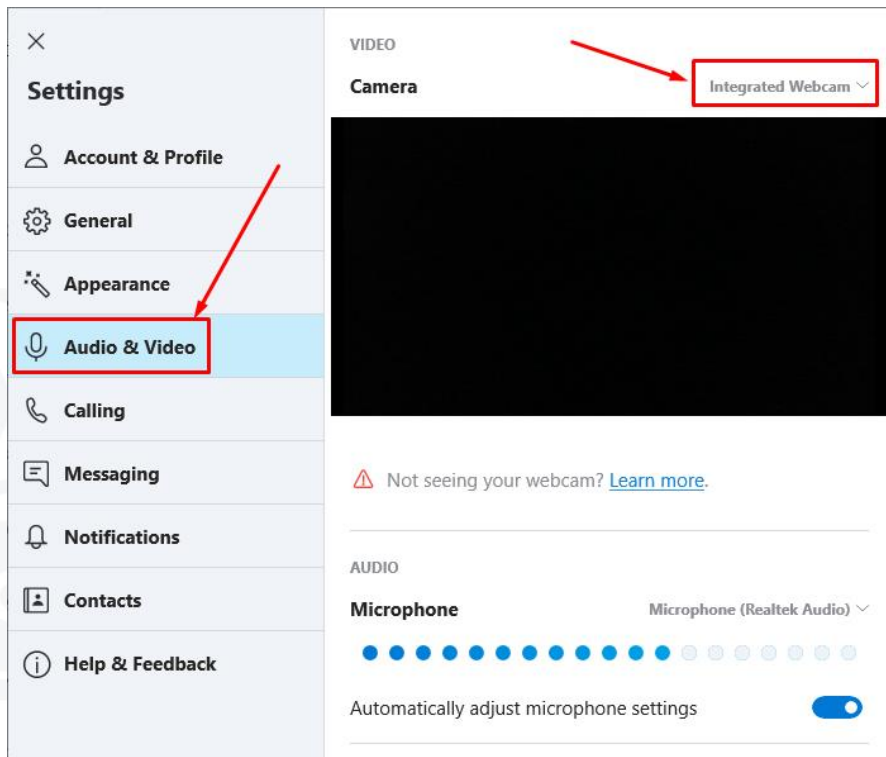 Settings
Account & Profile
General
Appearance
Audio & Video
Calling
Messaging
Notifications
Contacts
Help & Feedback
VIDEO
Camera
Integrated Webcam
Not seeing your webcam? Learn more.
AUDIO
Microphone
Microphone (Realtek Audio)
Automatically adjust microphone settings